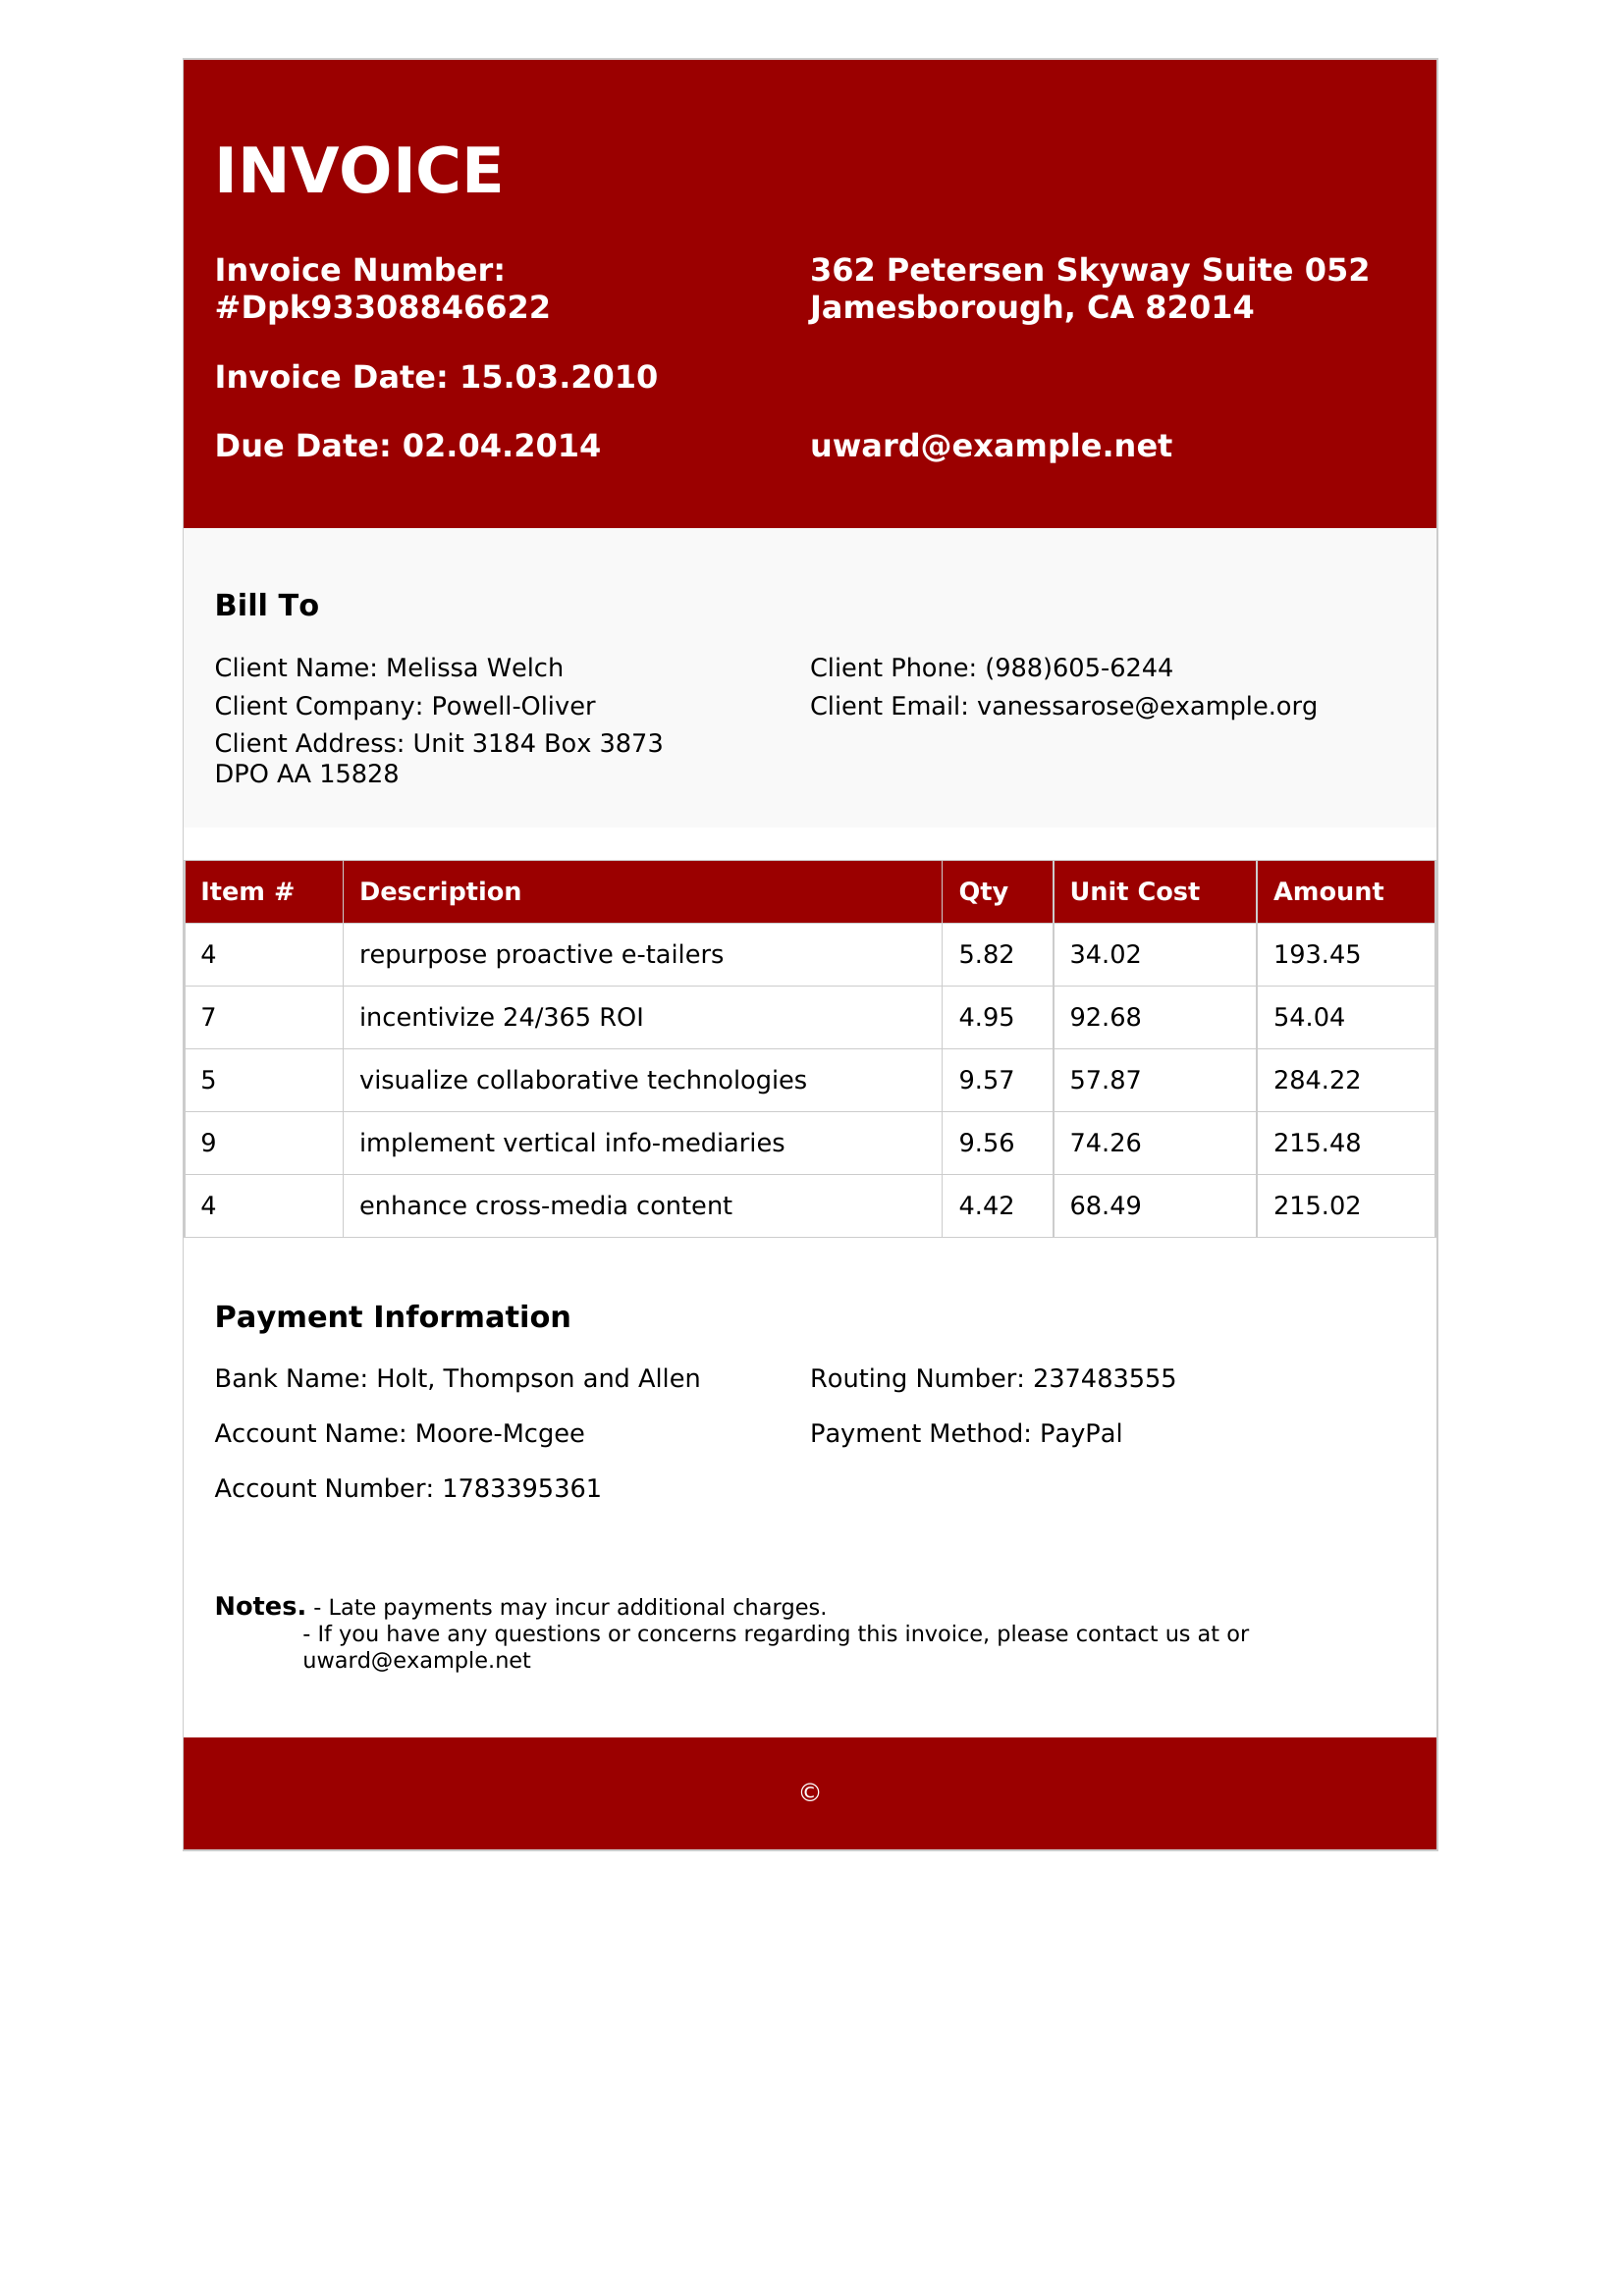 INVOICE
Invoice Number:
#Dpk93308846622
362 Petersen Skyway Suite 052
Jamesborough, CA 82014
Invoice Date: 15.03.2010
Due Date: 02.04.2014
uward@example.net
Bill To
Client Name: Melissa Welch
Client Phone: (988)605-6244
Client Company: Powell-Oliver
Client Email: vanessarose@example.org
Client Address: Unit 3184 Box 3873
DPO AA 15828
Item # Description Qty Unit Cost Amount
4 repurpose proactive e-tailers 5.82 34.02 193.45
7 incentivize 24/365 ROI 4.95 92.68 54.04
5 visualize collaborative technologies 9.57 57.87 284.22
9 implement vertical info-mediaries 9.56 74.26 215.48
4 enhance cross-media content 4.42 68.49 215.02
Payment Information
Bank Name: Holt, Thompson and Allen
Routing Number: 237483555
Account Name: Moore-Mcgee
Payment Method: PayPal
Account Number: 1783395361
Notes. - Late payments may incur additional charges.
- If you have any questions or concerns regarding this invoice, please contact us at or
uward@example.net
©